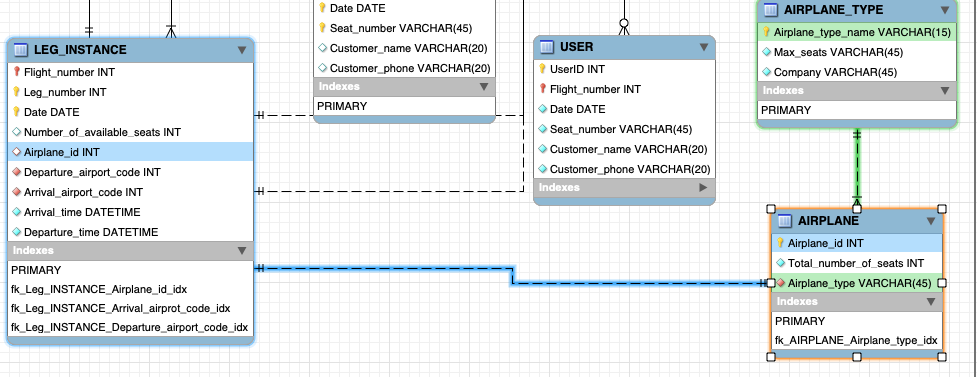 LEG_INSTANCE
Flight_number INT
Leg_number INT
Date DATE
Number_of_available_seats INT
Airplane_id INT
Departure_airport_code INT
Arrival_airport_code INT
Arrival_time DATETIME
Departure_time DATETIME
Indexes
PRIMARY
fk_Leg_INSTANCE_Airplane_id_idx
fk_Leg_INSTANCE_Arrival_airprot_code_idx
fk_Leg_INSTANCE_Departure_airport_code_idx
Date DATE
Seat_number VARCHAR(45)
Customer_name VARCHAR(20)
Customer_phone VARCHAR(20)
Indexes
PRIMARY
USER
UserID INT
Flight_number INT
Date DATE
Seat_number VARCHAR(45)
Customer_name VARCHAR(20)
Customer_phone VARCHAR(20)
Indexes
AIRPLANE_TYPE
Airplane_type_name VARCHAR(15)
Max_seats VARCHAR(45)
Company VARCHAR(45)
Indexes
PRIMARY
AIRPLANE
Airplane_id INT
Total_number_of_seats INT
Airplane_type VARCHAR(45)
Indexes
PRIMARY
fk_AIRPLANE_Airplane_type_idx